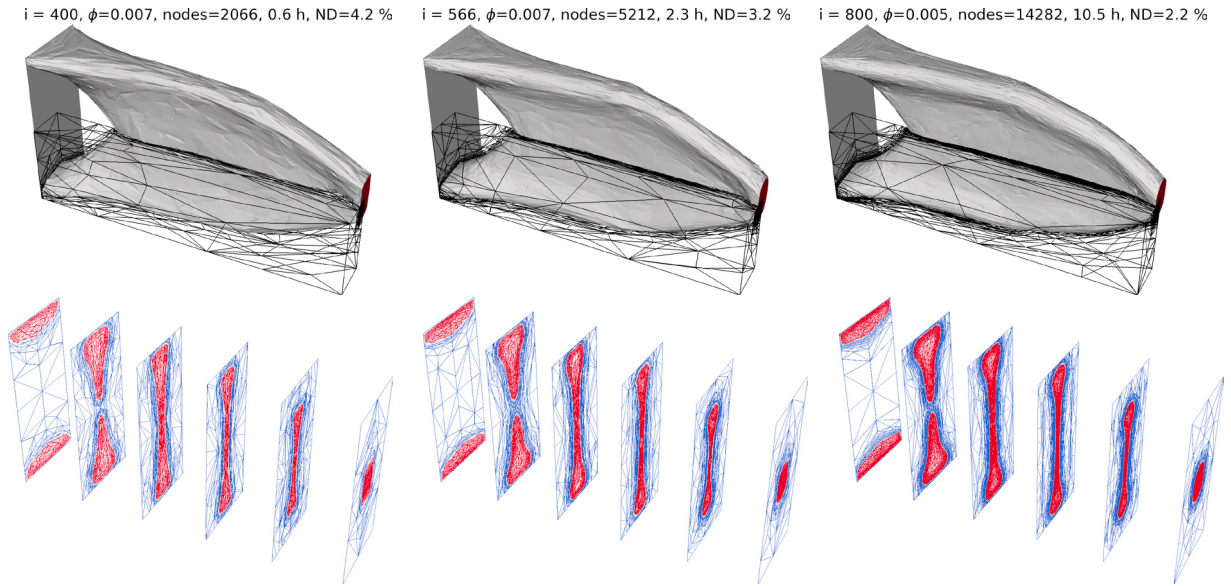 i = 400, ϕ=0.007, nodes=2066, 0.6 h, ND=4.2 %
i = 566, ϕ=0.007, nodes=5212, 2.3 h, ND=3.2 %
i = 800, ϕ=0.005, nodes=14282, 10.5 h, ND=2.2 %